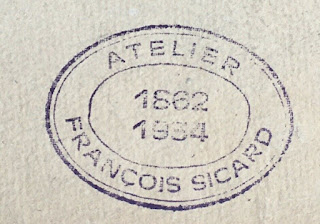 ATELIER
1862
1934
FRANÇOIS SICARD